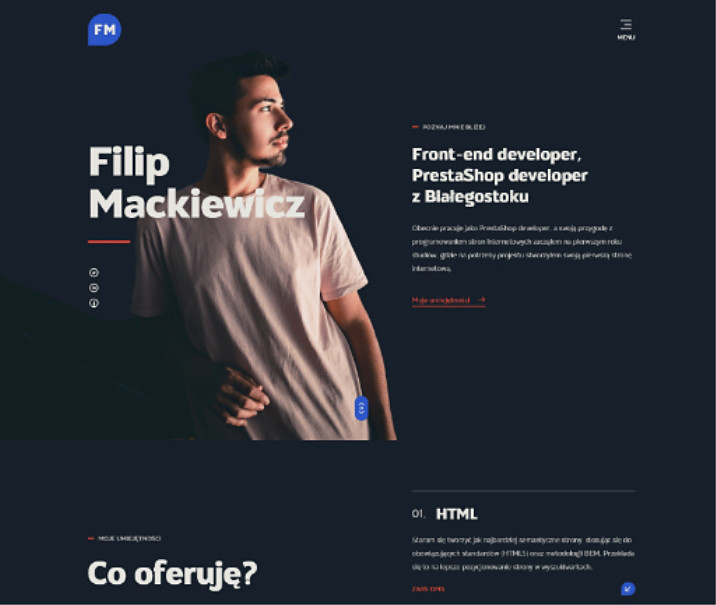 FM
MENU
Filip
Mackiewicz
POZNAJ MNIE BLIŻEJ
Front-end developer,
PrestaShop developer
z Białegostoku
Obecnie pracuję jako PrestaShop developer, a swoją przygodę z
programowaniem stron internetowych zacząłem na pierwszym roku
studiów, gdzie na potrzeby projektu stworzyłem swoją pierwszą stronę
internetową.
Moje umiejętności
MOJE UMIEJĘTNOŚCI
Co oferuję?
01. HTML
Staram się tworzyć jak najbardziej semantyczne strony, stosując się do
obowiązujących standardów (HTML5) oraz metodologii BEM. Przekłada
się to na lepsze pozycjonowanie strony w wyszukiwarkach.
ZWIŃ OPIS